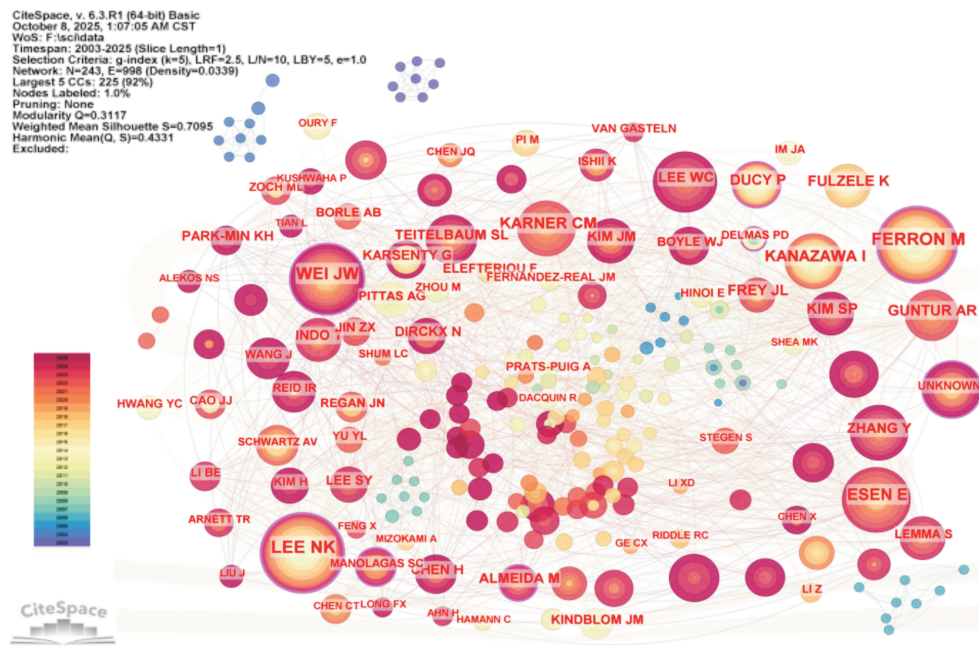 CiteSpace, v. 6.3.R1 (64-bit) Basic
October 8, 2025, 1:07:05 AM CST
WoS: F:\sci\data
Timespan: 2003-2025 (Slice Length=1)
Selection Criteria: g-index (k=5), LRF=2.5, L/N=10, LBY=5, e=1.0
Network: N=243, E=998 (Density=0.0339)
Largest 5 CCs: 225 (92%)
Nodes Labeled: 1.0%
Pruning: None
Modularity Q=0.3117
Weighted Mean Silhouette S=0.7095
Harmonic Mean(Q, S)=0.4331
Excluded:
OURY F
VAN GASTELN
PI M
CHEN JQ
IM JA
ISHII K
KUSHWAHA P
ZOCH ML
LEE WC
DUCY P
FULZELE K
BORLE AB
TIAN L
KARNER CM
PARK-MIN KH
TEITELBAUM SL
KIM JM
BOYLE WJ
DELMAS PD
FERRON M
KARSENTY G
KANAZAWA I
ELEFTERIOU F
WEI JW
FERNANDEZ-REAL JM
ALEKOS NS
ZHOU M
PITTAS AG
HINOI E
FREY JL
KIM SP
GUNTUR AR
JIN ZX
DIRCKX N
INDO
SHEA MK
WANG J
SHUM LC
PRATS-PUIG A
UNKNOWN
REID IR
DACQUIN R
HWANG YC
CAO JJ
REGAN JN
ZHANG Y
SCHWARTZ AV
YU YL
STEGEN S
LI BE
KIM H
LEE SY
LI XD
ESEN E
ARNETT TR
CHEN X
FENG X
RIDDLE RC
LEMMA S
MIZOKAMI A
GE CX
LEE NK
MANOLAGAS SC
CHEN H
LIU J
ALMEIDA M
LI Z
CHEN CT
LONG FX
AHN H
HAMANN C
KINDBLOM JM
CiteSpace